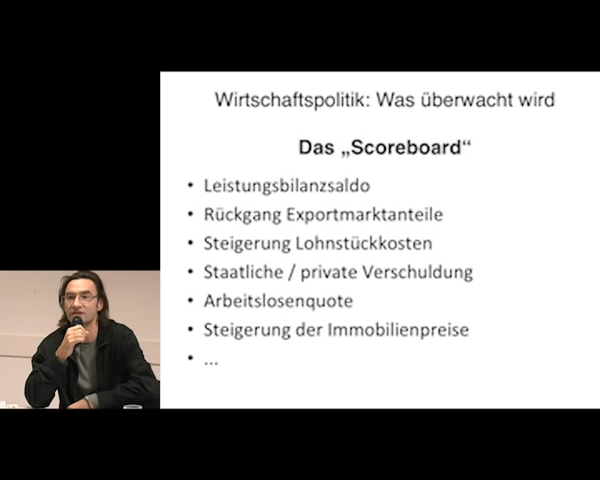 Wirtschaftspolitik: Was überwacht wird
Das „Scoreboard“
• Leistungsbilanzsaldo
• Rückgang Exportmarktanteile
• Steigerung Lohnstückkosten
• Staatliche / private Verschuldung
• Arbeitslosenquote
• Steigerung der Immobilienpreise
• ...